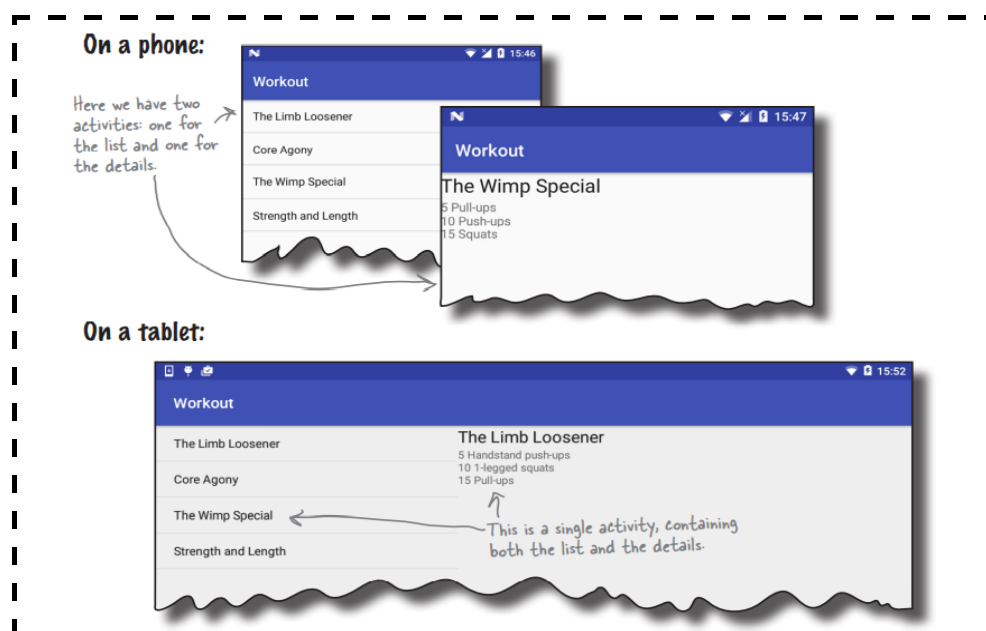 On a phone:
15:46
Workout
Here we have two
activities: one for
the list and one for
the details.
The Limb Loosener
Core Agony
The Wimp Special
Strength and Length
15:47
Workout
The Wimp Special
5 Pull-ups
10 Push-ups
15 Squats
On a tablet:
15:52
Workout
The Limb Loosener
Core Agony
The Wimp Special
Strength and Length
The Limb Loosener
5 Handstand push-ups
10 1-legged squats
15 Pull-ups
This is a single activity, containing
both the list and the details.